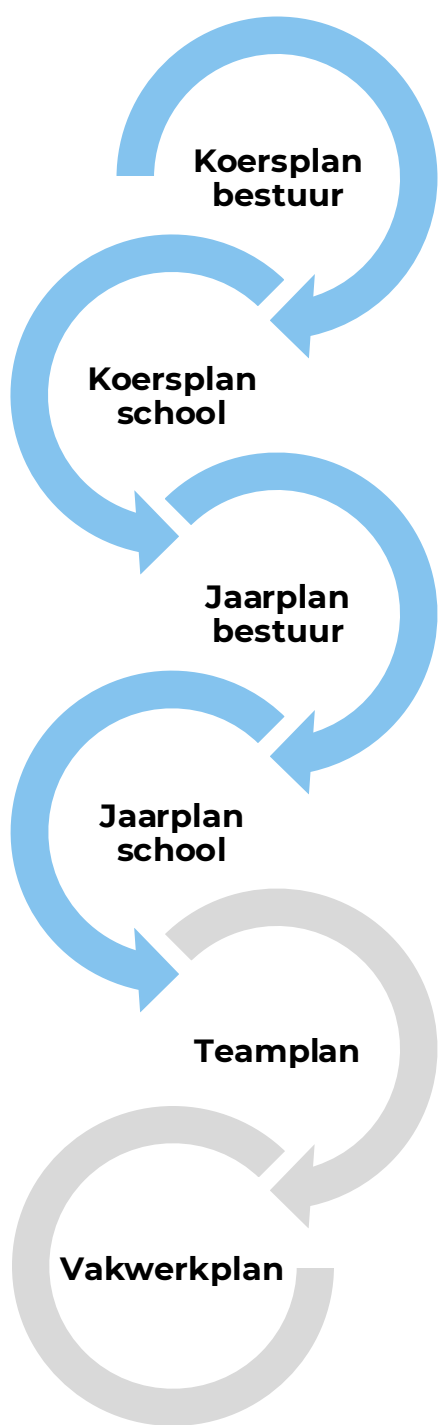 Koersplan
bestuur
Koersplan
school
Jaarplan
bestuur
Jaarplan
school
Teamplan
Vakwerkplan